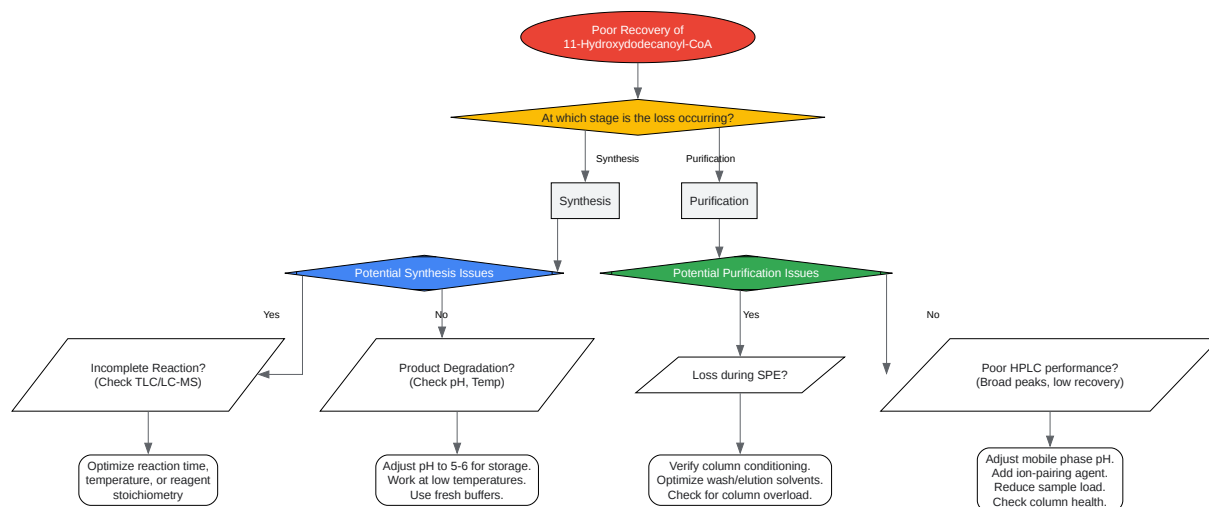 Poor Recovery of
11-Hydroxydodecanoyl-CoA
At which stage is the loss occurring?
Synthesis
Purification
Synthesis
Purification
Potential Synthesis Issues
Potential Purification Issues
Yes
No
Yes
No
Incomplete Reaction?
(Check TLC/LC-MS)
Product Degradation?
(Check pH, Temp)
Loss during SPE?
Poor HPLC performance?
(Broad peaks, low recovery)
Optimize reaction time,
temperature, or reagent
stoichiometry
Adjust pH to 5-6 for storage.
Work at low temperatures.
Use fresh buffers.
Verify column conditioning.
Optimize wash/elution solvents.
Check for column overload.
Adjust mobile phase pH.
Add ion-pairing agent.
Reduce sample load.
Check column health.